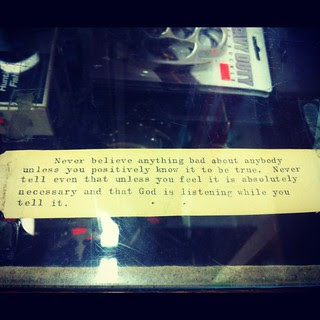 Never believe anything bad about anybody
unless you positively know it to be true. Never
tell even that unless you feel it is absolutely
necessary and that God is listening while you
tell it.